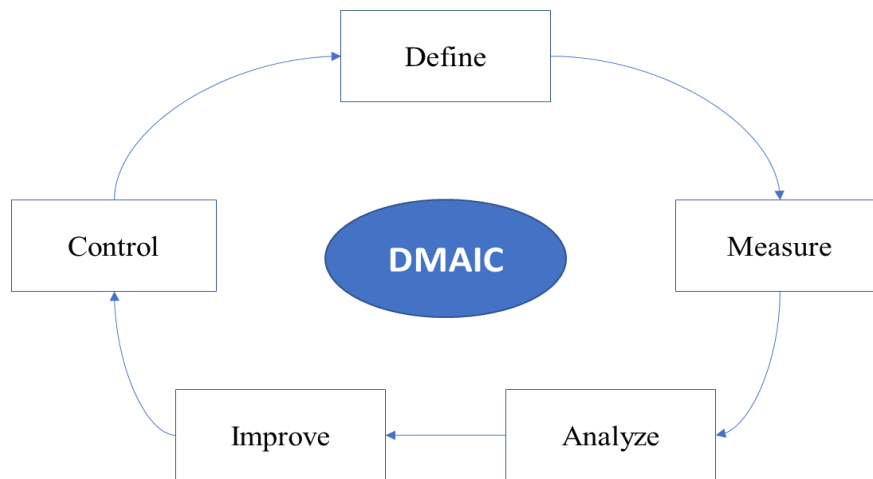 Define
Control
DMAIC
Measure
Improve
Analyze